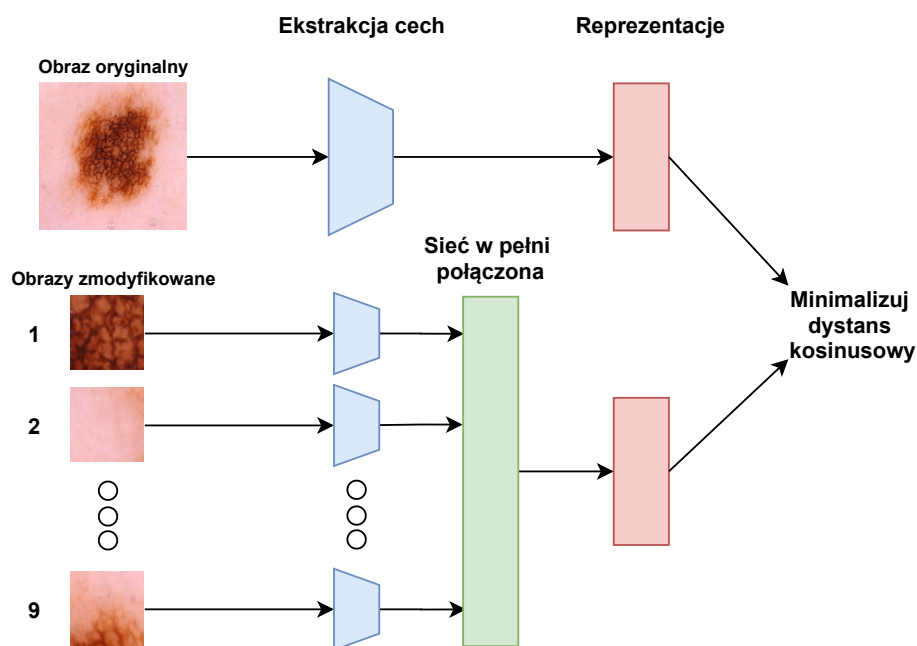 Ekstrakcja cech
Reprezentacje
Obraz oryginalny
Sieć w pełni
połączona
Obrazy zmodyfikowane
1
2
9
Minimalizuj
dystans
kosinusowy